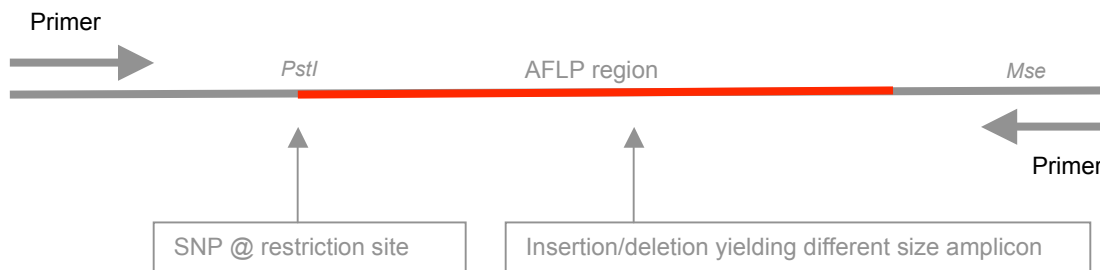 Primer
PstI
AFLP region
Mse
Primer
SNP @ restriction site
Insertion/deletion yielding different size amplicon